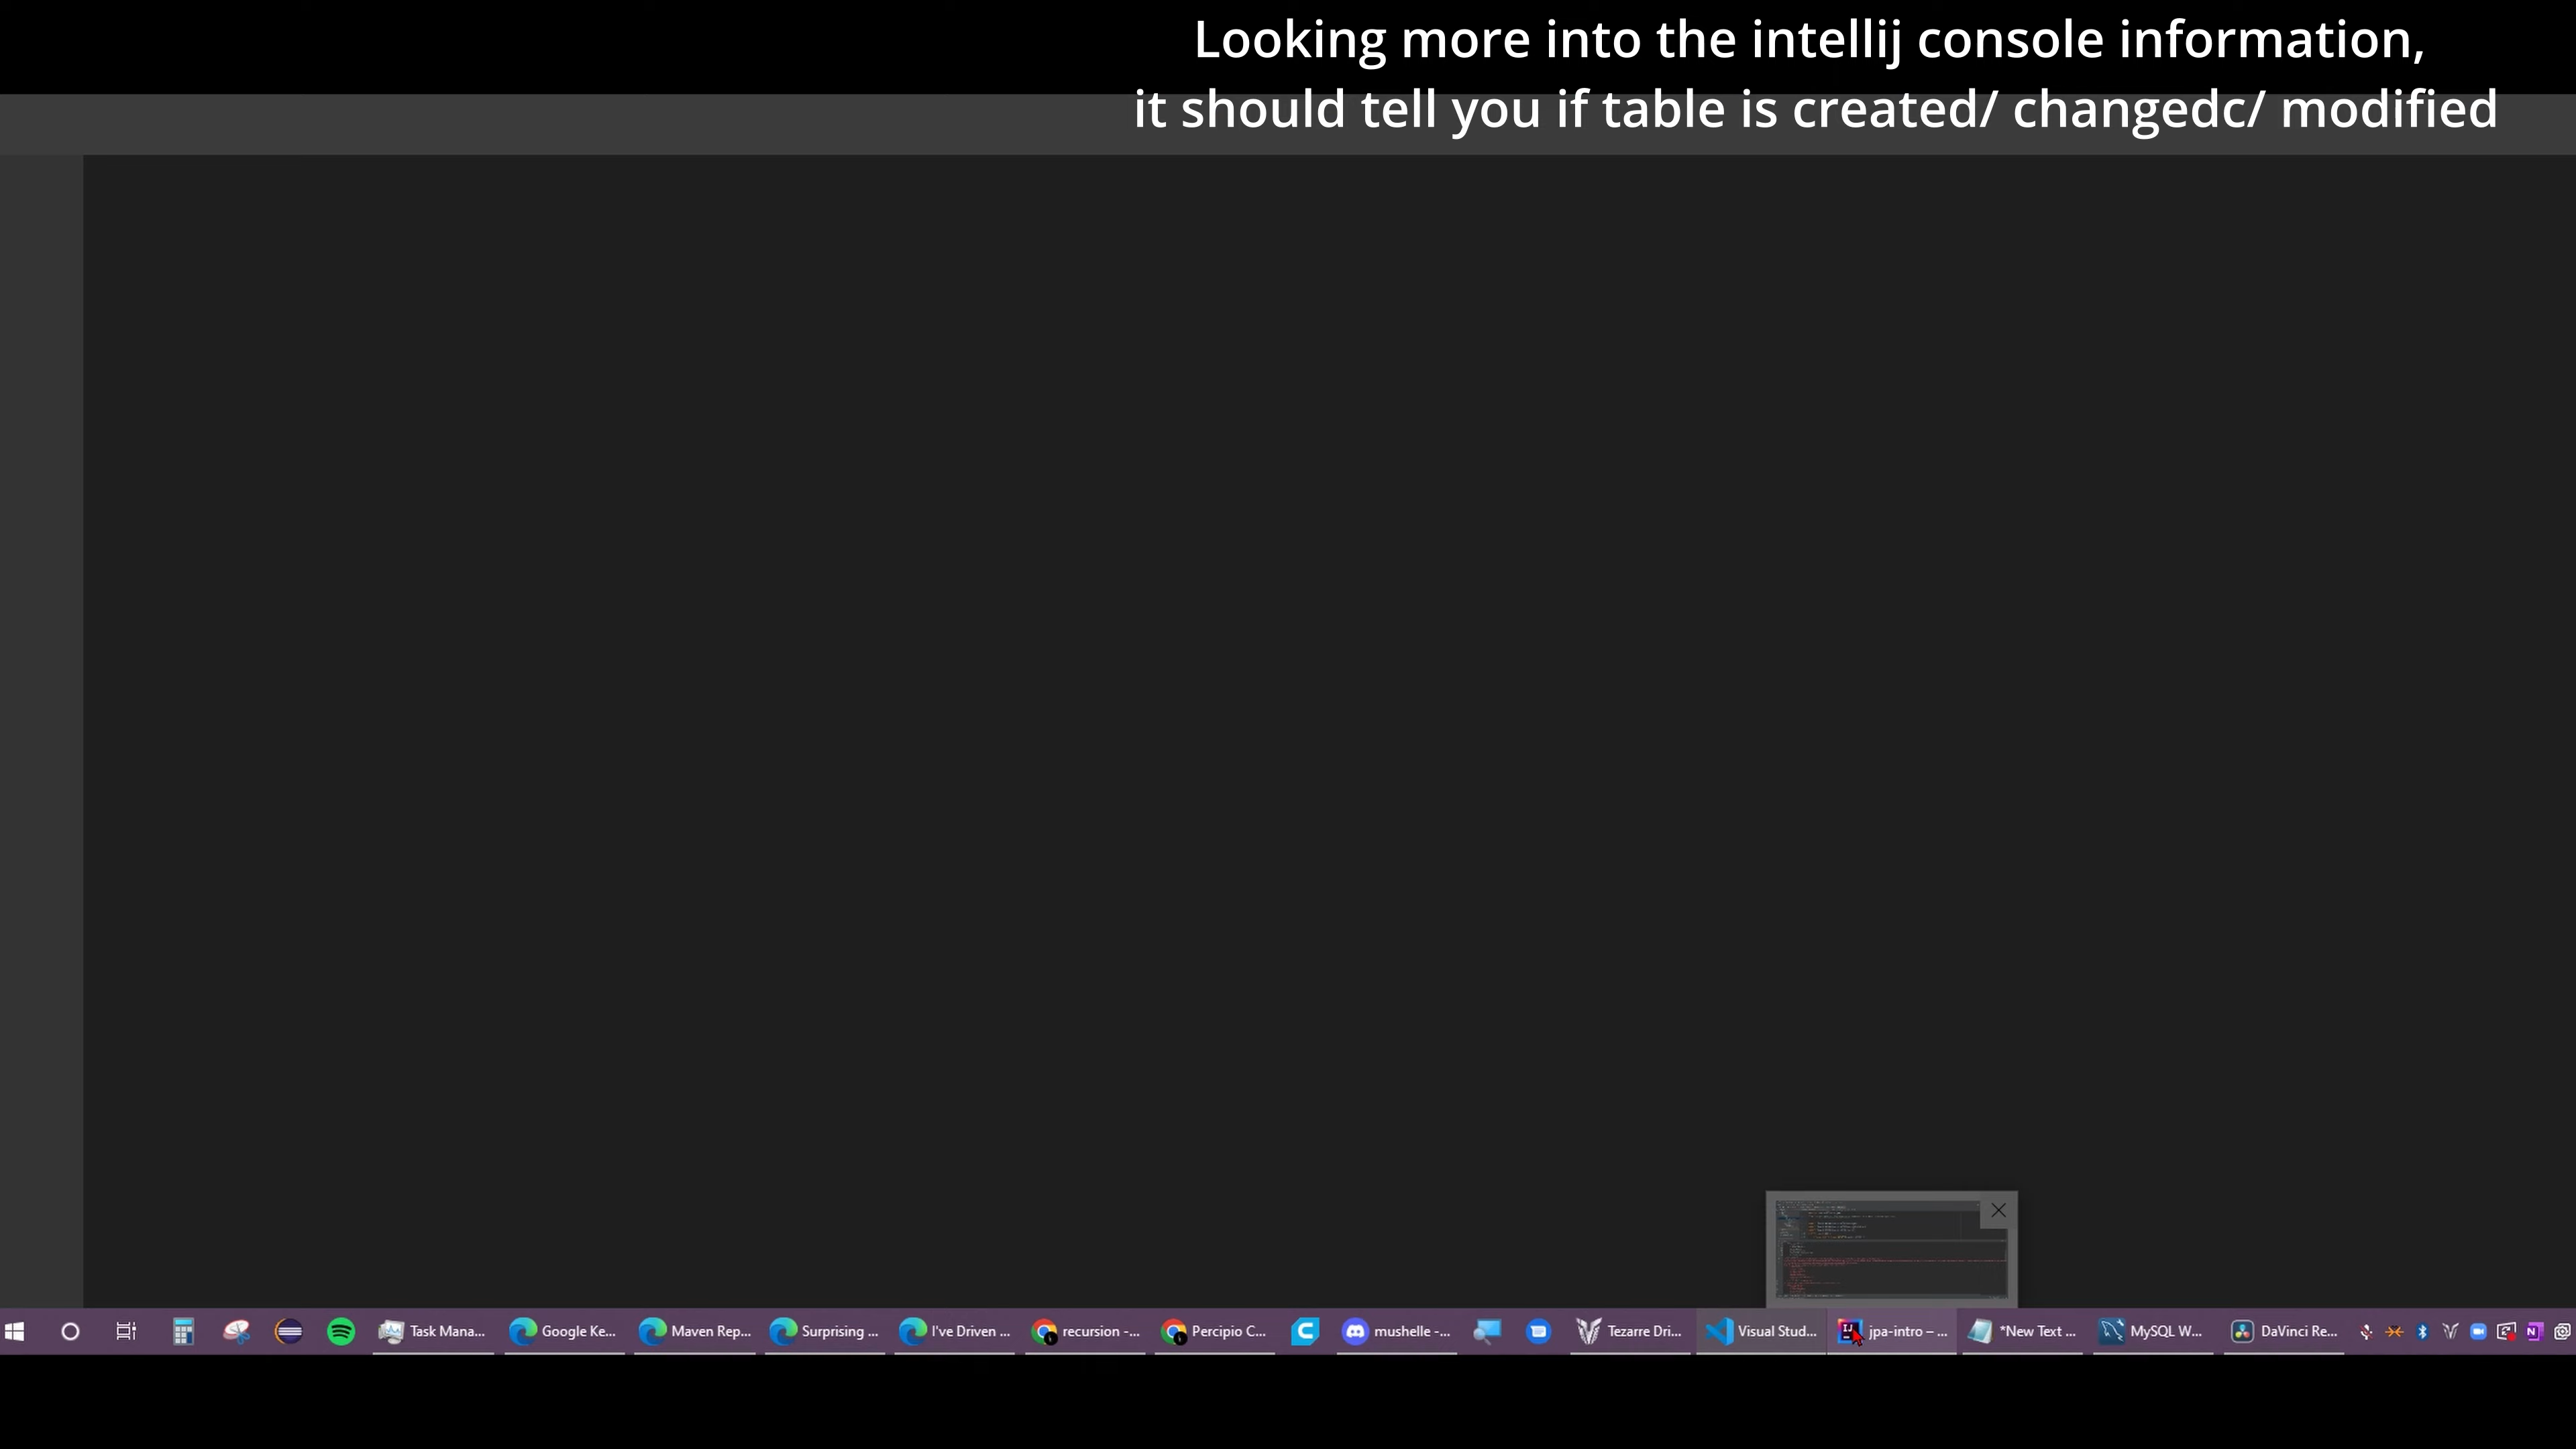 Looking more into the intellij console information,
it should tell you if table is created/ changedc/ modified
Task Mana...
Google Ke...
Maven Rep...
Surprising ...
I've Driven ...
recursion -...
Percipio C...
mushelle -...
Tezarre Dri...
Visual Stud...
jpa-intro – ...
*New Text ...
MySQL W...
DaVinci Re...